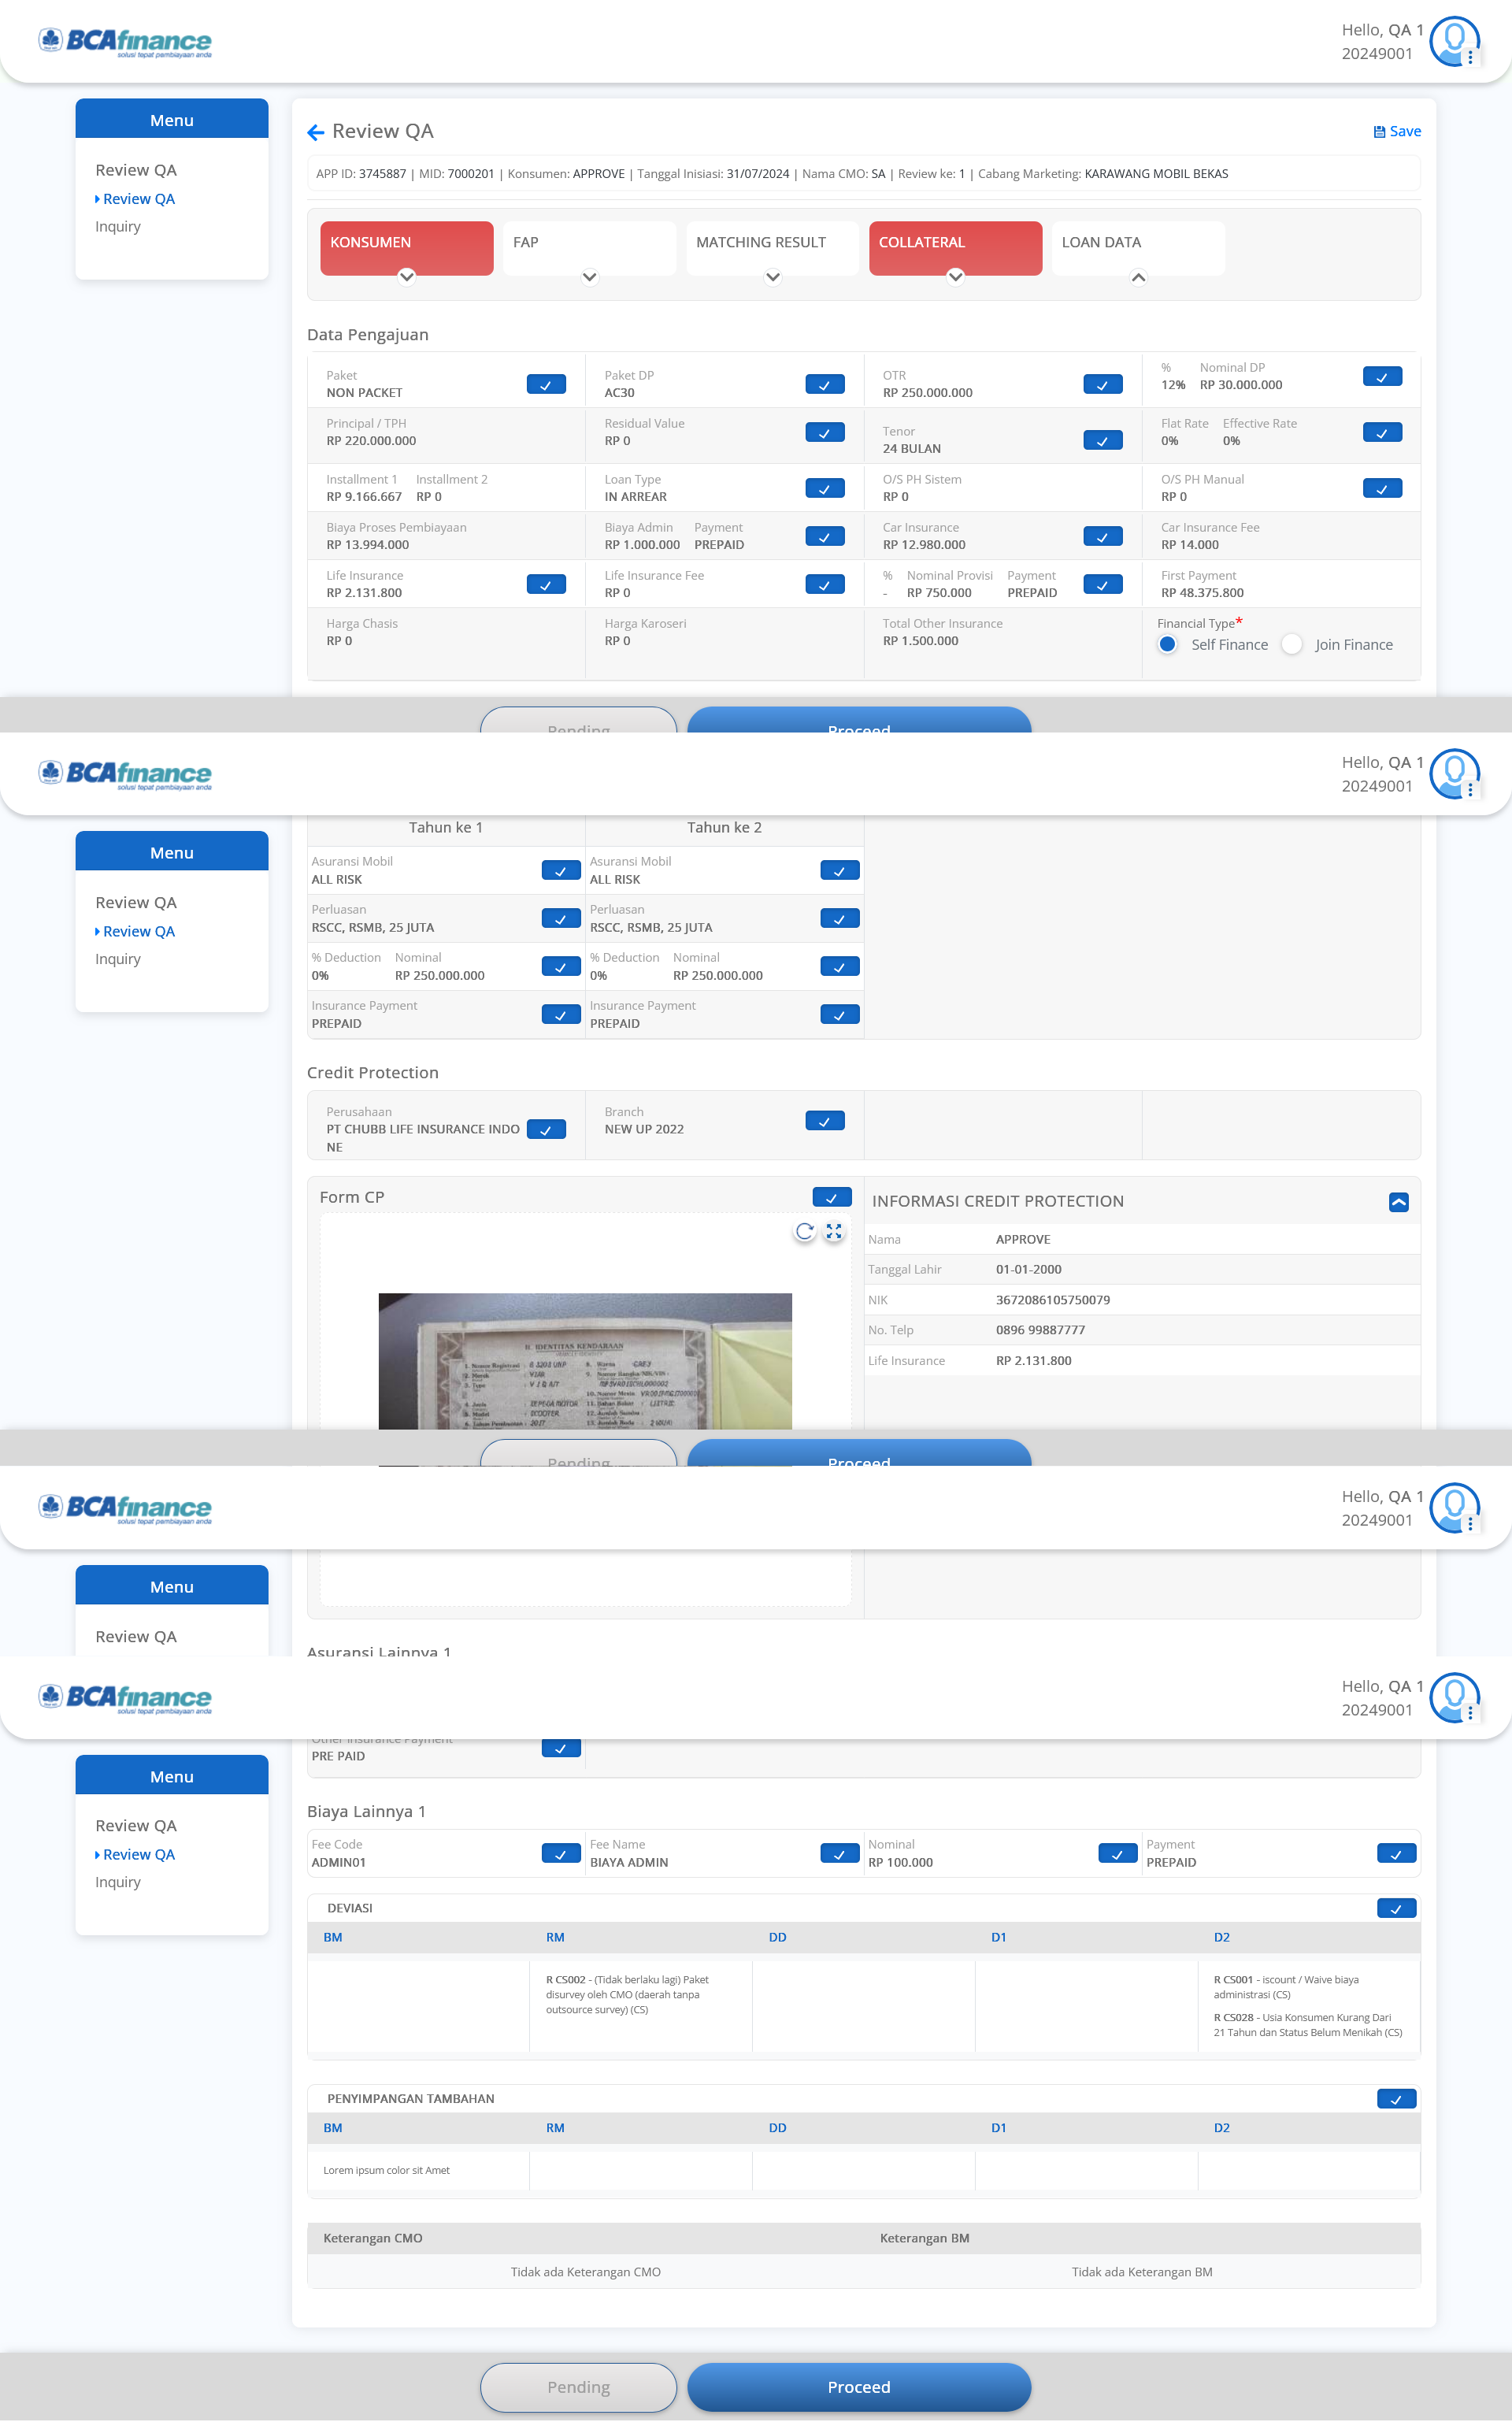 BCAfinance
solusi tepat pembiayaan anda
Hello, QA 1
20249001
Menu
Review QA
Review QA
Inquiry
Review QA
Save
APP ID: 3745887 | MID: 7000201 | Konsumen: APPROVE | Tanggal Inisiasi: 31/07/2024 | Nama CMO: SA | Review ke: 1 | Cabang Marketing: KARAWANG MOBIL BEKAS
KONSUMEN FAP MATCHING RESULT COLLATERAL LOAN DATA
Data Pengajuan
Paket Paket DP OTR % Nominal DP
NON PACKET AC30 RP 250.000.000 12% RP 30.000.000
Principal / TPH Residual Value Tenor Flat Rate Effective Rate
RP 220.000.000 RP 0 24 BULAN 0% 0%
Installment 1 Installment 2 Loan Type O/S PH Sistem O/S PH Manual
RP 9.166.667 RP 0 IN ARREAR RP 0 RP 0
Biaya Proses Pembiayaan Biaya Admin Payment Car Insurance Car Insurance Fee
RP 13.994.000 RP 1.000.000 PREPAID RP 12.980.000 RP 14.000
Life Insurance Life Insurance Fee % Nominal Provisi Payment First Payment
RP 2.131.800 RP 0 - RP 750.000 PREPAID RP 48.375.800
Harga Chasis Harga Karoseri Total Other Insurance Financial Type*
RP 0 RP 0 RP 1.500.000 Self Finance Join Finance
Pending Proceed
BCAfinance
solusi tepat pembiayaan anda
Hello, QA 1
20249001
Menu
Review QA
Review QA
Inquiry
Tahun ke 1 Tahun ke 2
Asuransi Mobil Asuransi Mobil
ALL RISK ALL RISK
Perluasan Perluasan
RSCC, RSMB, 25 JUTA RSCC, RSMB, 25 JUTA
% Deduction Nominal % Deduction Nominal
0% RP 250.000.000 0% RP 250.000.000
Insurance Payment Insurance Payment
PREPAID PREPAID
Credit Protection
Perusahaan Branch
PT CHUBB LIFE INSURANCE INDO NEW UP 2022
NE
Form CP
INFORMASI CREDIT PROTECTION
Nama APPROVE
Tanggal Lahir 01-01-2000
NIK 3672086105750079
No. Telp 0896 99887777
Life Insurance RP 2.131.800
II. IDENTITAS KENDARAAN
Pending Proceed
BCAfinance
solusi tepat pembiayaan anda
Hello, QA 1
20249001
Menu
Review QA
Asuransi Lainnya 1
BCAfinance
solusi tepat pembiayaan anda
Hello, QA 1
20249001
Menu
Review QA
Review QA
Inquiry
Other Insurance Payment
PRE PAID
Biaya Lainnya 1
Fee Code Fee Name Nominal Payment
ADMIN01 BIAYA ADMIN RP 100.000 PREPAID
DEVIASI
BM RM DD D1 D2
R CS002 - (Tidak berlaku lagi) Paket
disurvey oleh CMO (daerah tanpa
outsource survey) (CS)
R CS001 - iscount / Waive biaya
administrasi (CS)
R CS028 - Usia Konsumen Kurang Dari
21 Tahun dan Status Belum Menikah (CS)
PENYIMPANGAN TAMBAHAN
BM RM DD D1 D2
Lorem ipsum color sit Amet
Keterangan CMO Keterangan BM
Tidak ada Keterangan CMO Tidak ada Keterangan BM
Pending Proceed